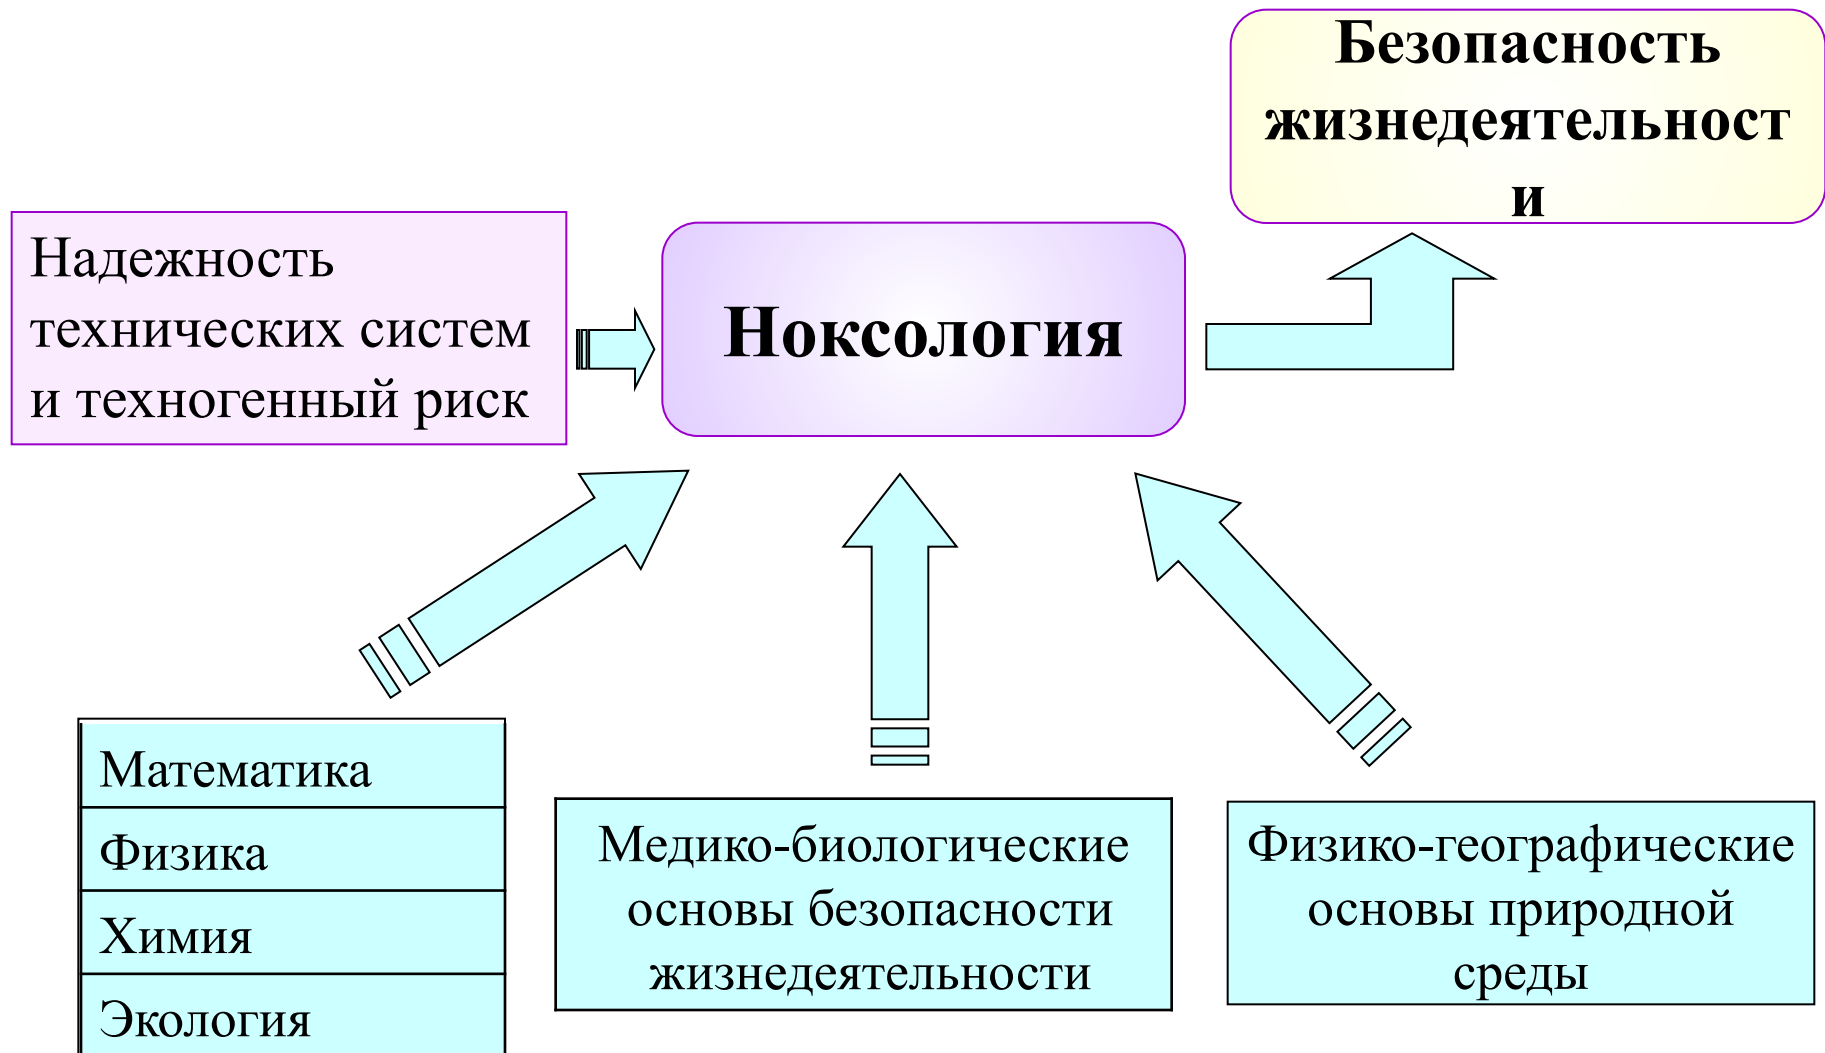 Безопасность
жизнедеятельност
и
Надежность
технических систем
и техногенный риск
Ноксология
Математика
Физика
Химия
Экология
Медико-биологические
основы безопасности
жизнедеятельности
Физико-географические
основы природной
среды